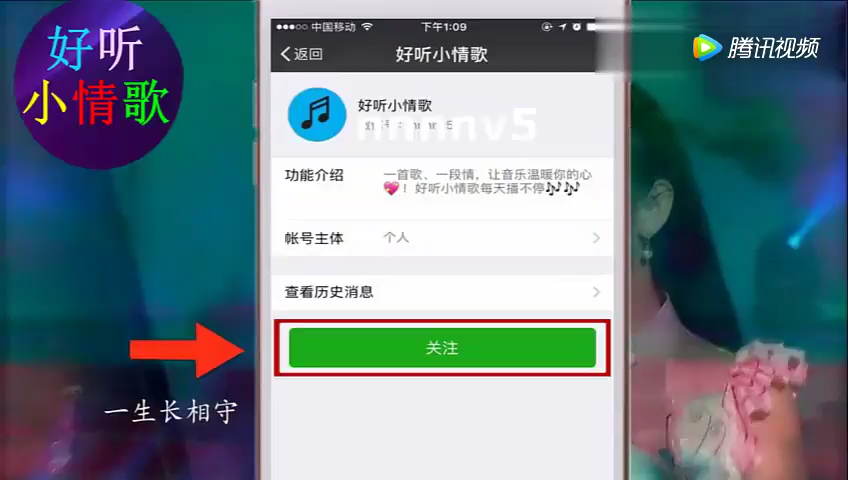 好听
小情歌
中国移动
下午1:09
返回
好听小情歌
腾讯视频
好听小情歌
nnnnv5
功能介绍
一首歌、一段情，让音乐温暖你的心
💖！好听小情歌每天播不停🎶🎶
帐号主体
个人
查看历史消息
关注
一生长相守